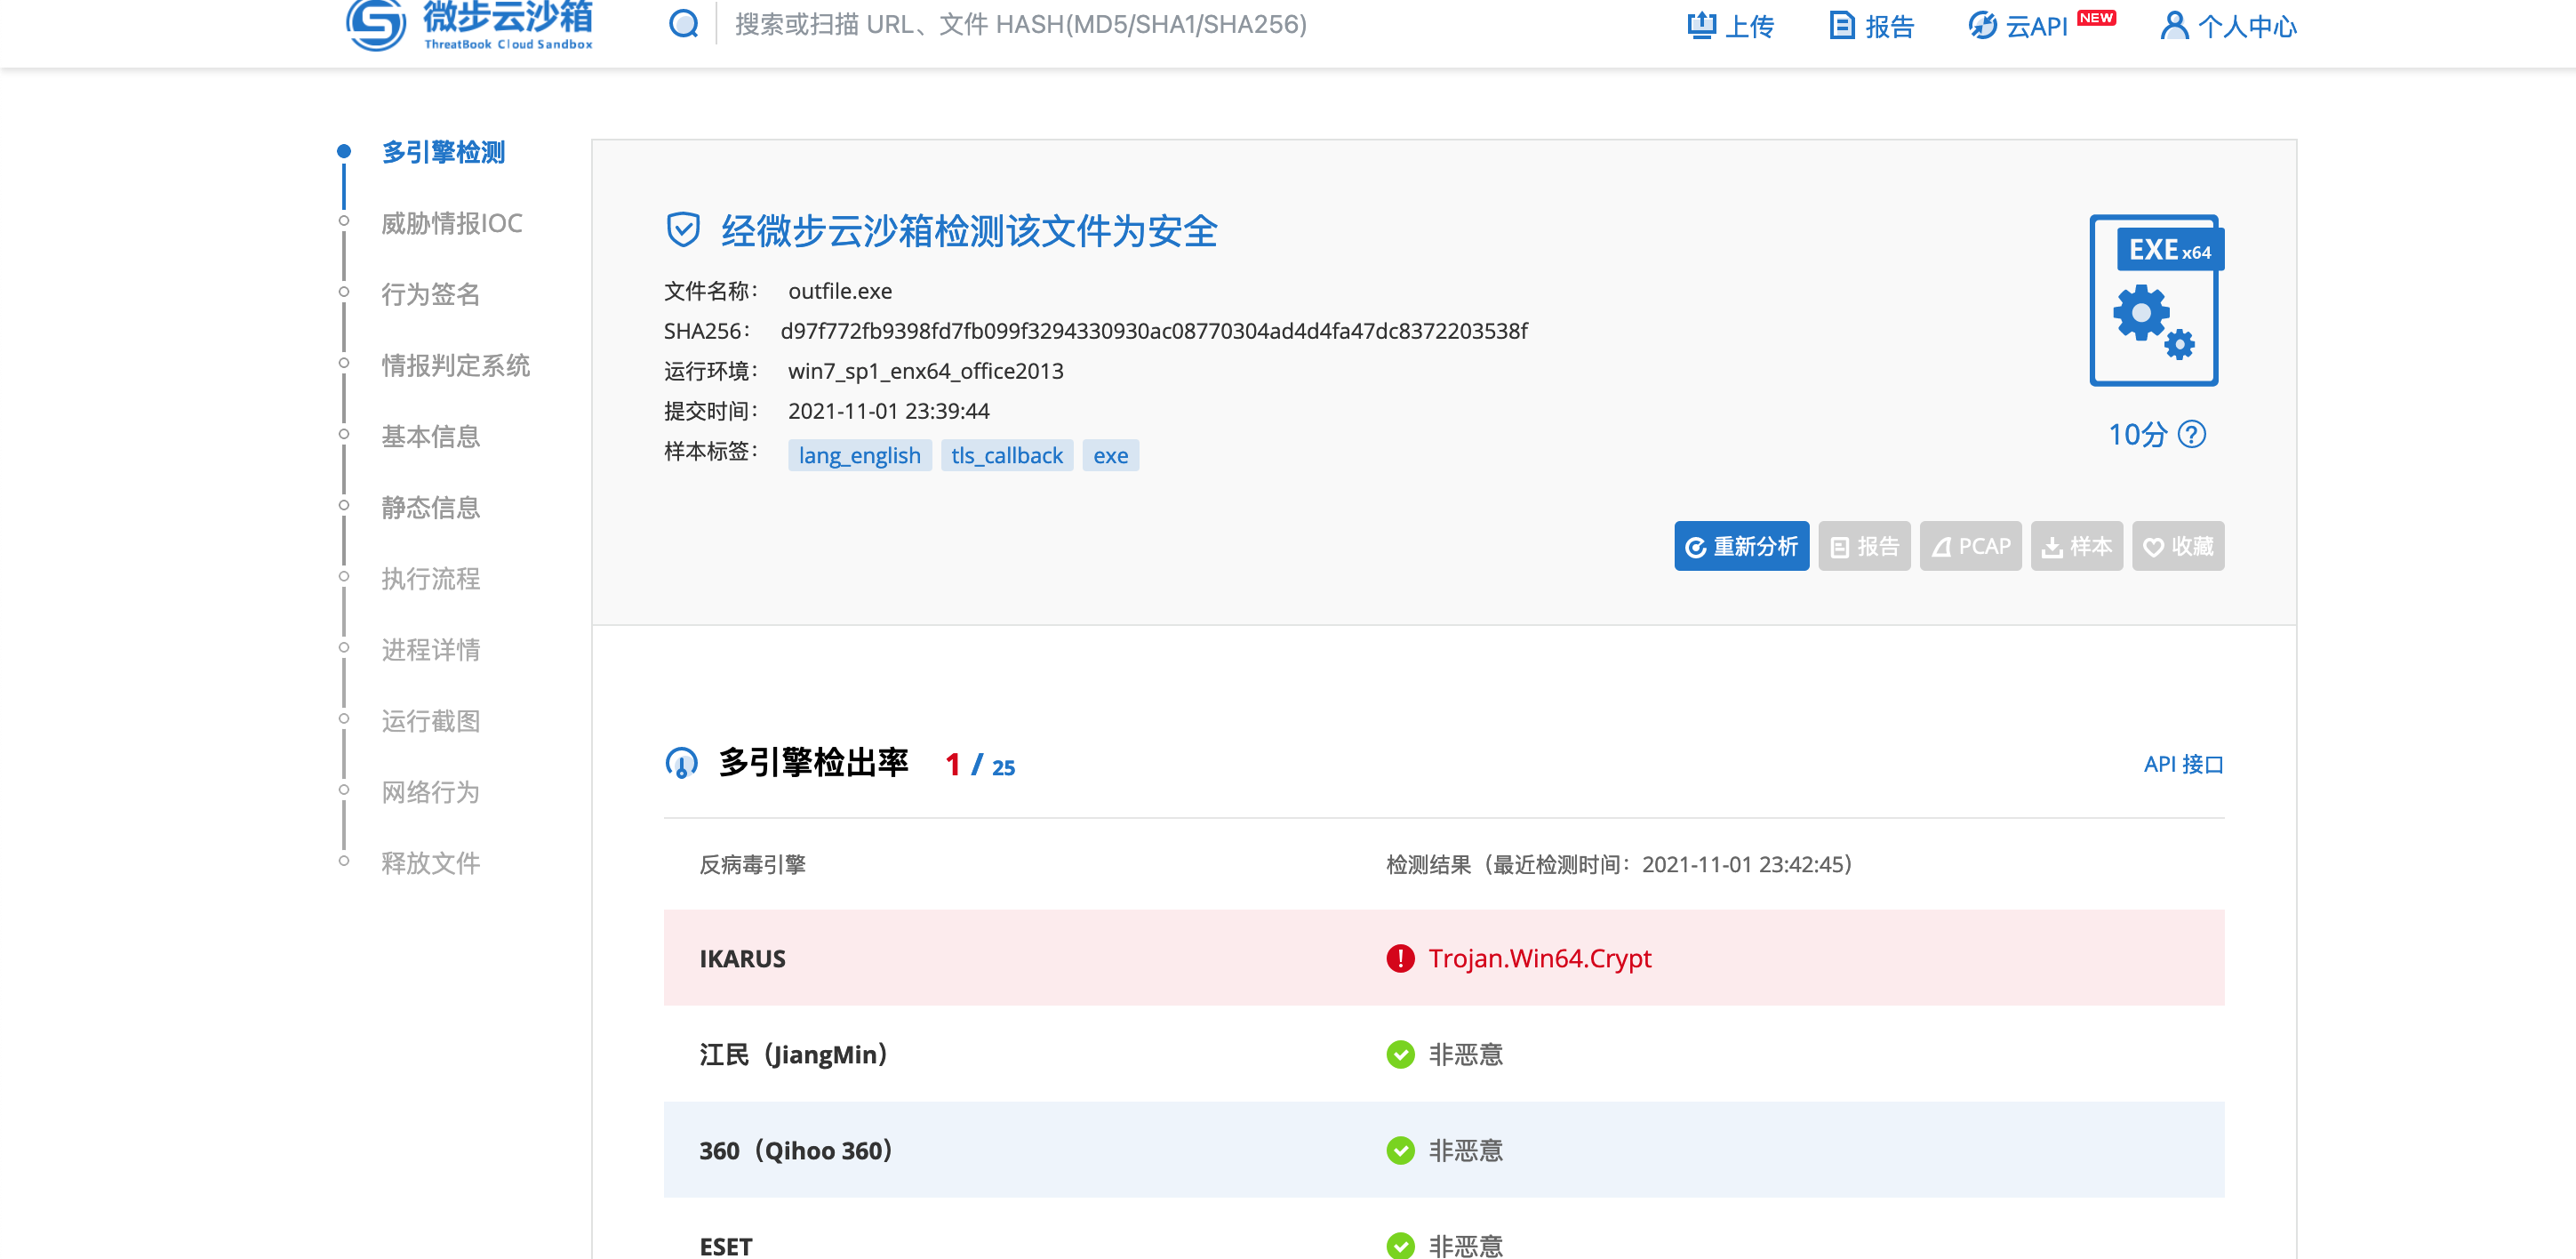 微步云沙箱
ThreatBook Cloud Sandbox
搜索或扫描 URL、文件 HASH(MD5/SHA1/SHA256)
上传
报告
云API NEW
个人中心
多引擎检测
威胁情报IOC
行为签名
情报判定系统
基本信息
静态信息
执行流程
进程详情
运行截图
网络行为
释放文件
经微步云沙箱检测该文件为安全
文件名称： outfile.exe
SHA256： d97f772fb9398fd7fb099f3294330930ac08770304ad4d4fa47dc8372203538f
运行环境： win7_sp1_enx64_office2013
提交时间： 2021-11-01 23:39:44
样本标签： lang_english tls_callback exe
EXE x64
10分 ?
重新分析 报告 PCAP 样本 收藏
多引擎检出率 1 / 25
API 接口
反病毒引擎 检测结果（最近检测时间：2021-11-01 23:42:45）
IKARUS Trojan.Win64.Crypt
江民（JiangMin） 非恶意
360（Qihoo 360） 非恶意
ESET 非恶意